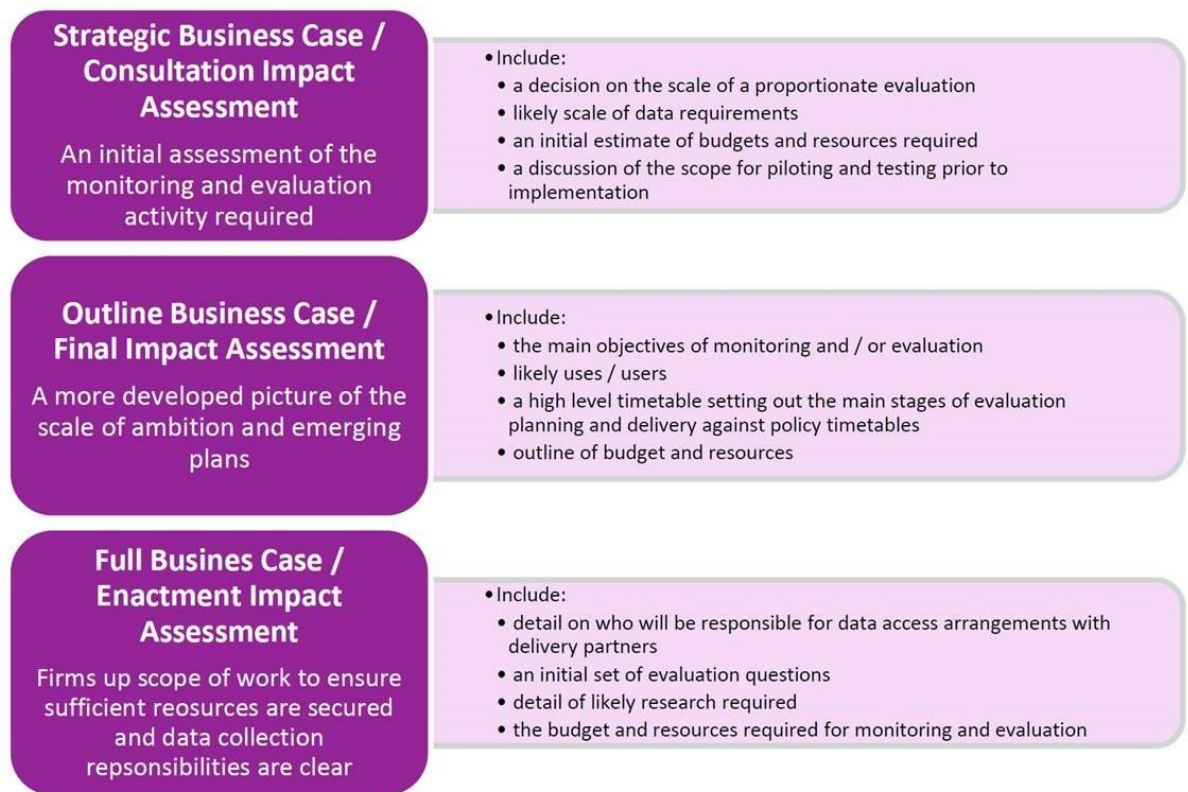 Strategic Business Case /
Consultation Impact
Assessment
An initial assessment of the
monitoring and evaluation
activity required
•Include:
• a decision on the scale of a proportionate evaluation
• likely scale of data requirements
• an initial estimate of budgets and resources required
• a discussion of the scope for piloting and testing prior to
implementation
Outline Business Case /
Final Impact Assessment
A more developed picture of the
scale of ambition and emerging
plans
•Include:
• the main objectives of monitoring and / or evaluation
• likely uses / users
• a high level timetable setting out the main stages of evaluation
planning and delivery against policy timetables
• outline of budget and resources
Full Busines Case /
Enactment Impact
Assessment
Firms up scope of work to ensure
sufficient reosurces are secured
and data collection
repsonsibilities are clear
•Include:
• detail on who will be responsible for data access arrangements with
delivery partners
• an initial set of evaluation questions
• detail of likely research required
• the budget and resources required for monitoring and evaluation